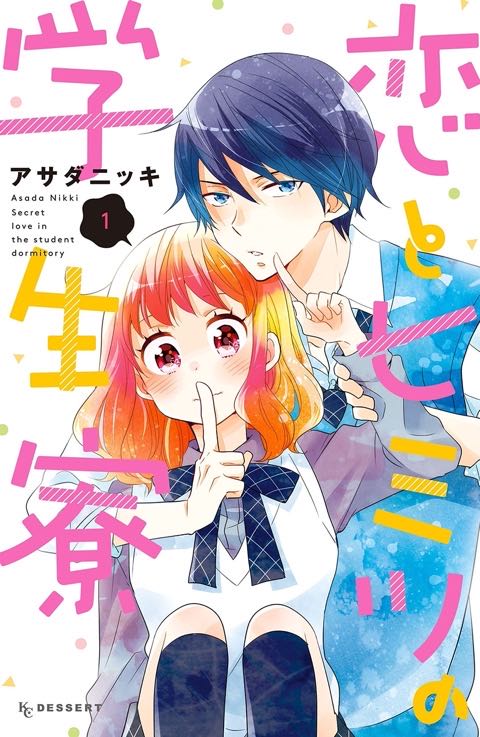 恋とヒミツの
学生寮
アサダニッキ
Asada Nikki
Secret
love in
the student
dormitory
1
KC DESSERT